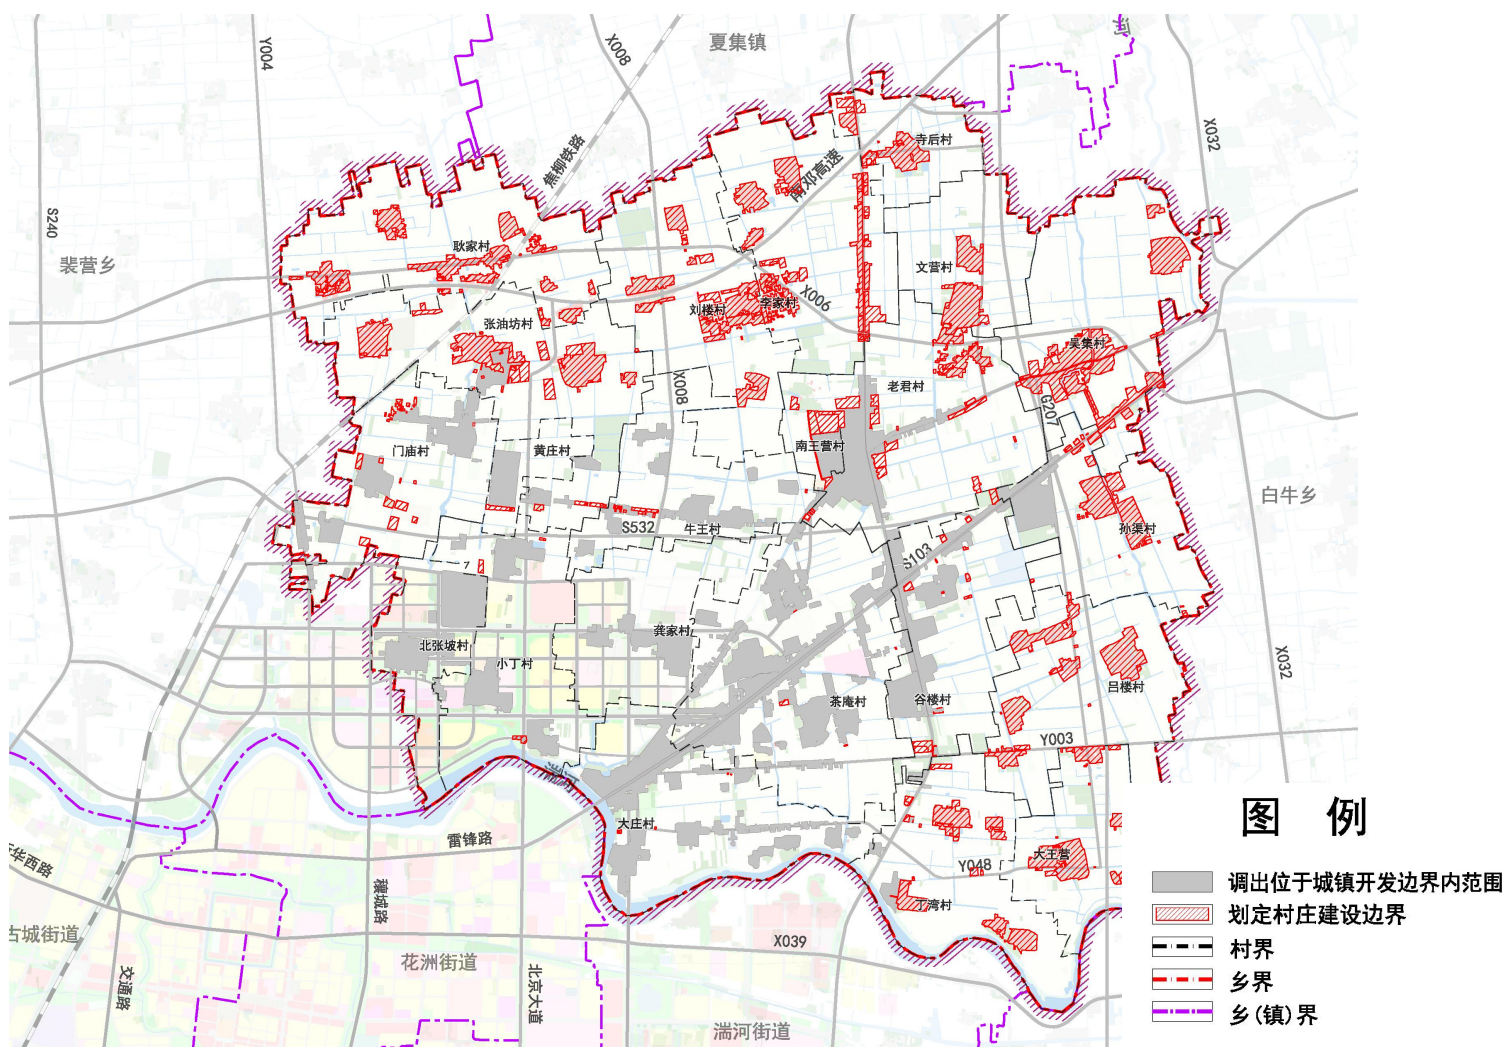 夏集镇
河
Y004
X008
焦柳铁路
南邓高速
寺后村
X032
S240
裴营乡
耿家村
文营村
X006
刘楼村
李家村
张油坊村
吴集村
X008
老君村
G207
门庙村
黄庄村
南王营村
白牛乡
S532
牛王村
孙渠村
S103
北张坡村
龚家村
小丁村
X032
吕楼村
茶庵村
谷楼村
Y003
湍河
大庄村
雷锋路
华西路
穰城路
大王营
Y048
丁湾村
古城街道
花洲街道
X039
交通路
北京大道
湍河街道
图 例
调出位于城镇开发边界内范围
划定村庄建设边界
村界
乡界
乡(镇)界